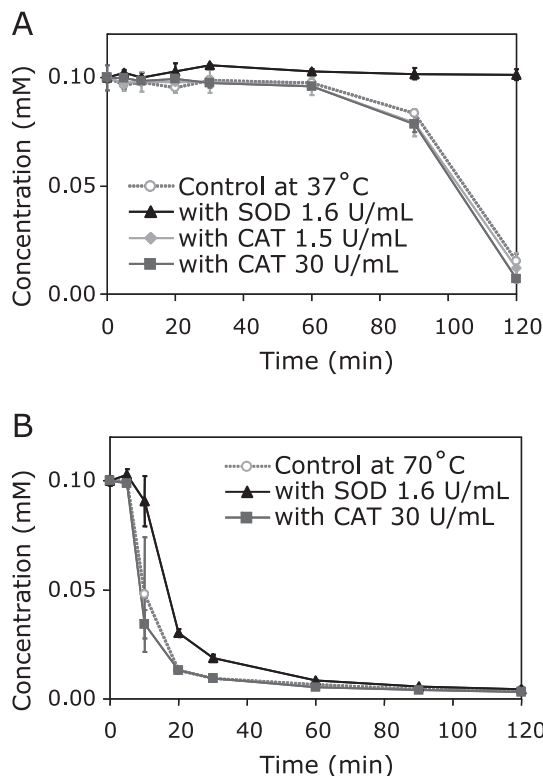 A
Concentration (mM)
0.10
0.05
0.00
Control at 37°C
with SOD 1.6 U/mL
with CAT 1.5 U/mL
with CAT 30 U/mL
0 20 40 60 80 100 120
Time (min)
B
Concentration (mM)
0.10
0.05
0.00
Control at 70°C
with SOD 1.6 U/mL
with CAT 30 U/mL
0 20 40 60 80 100 120
Time (min)